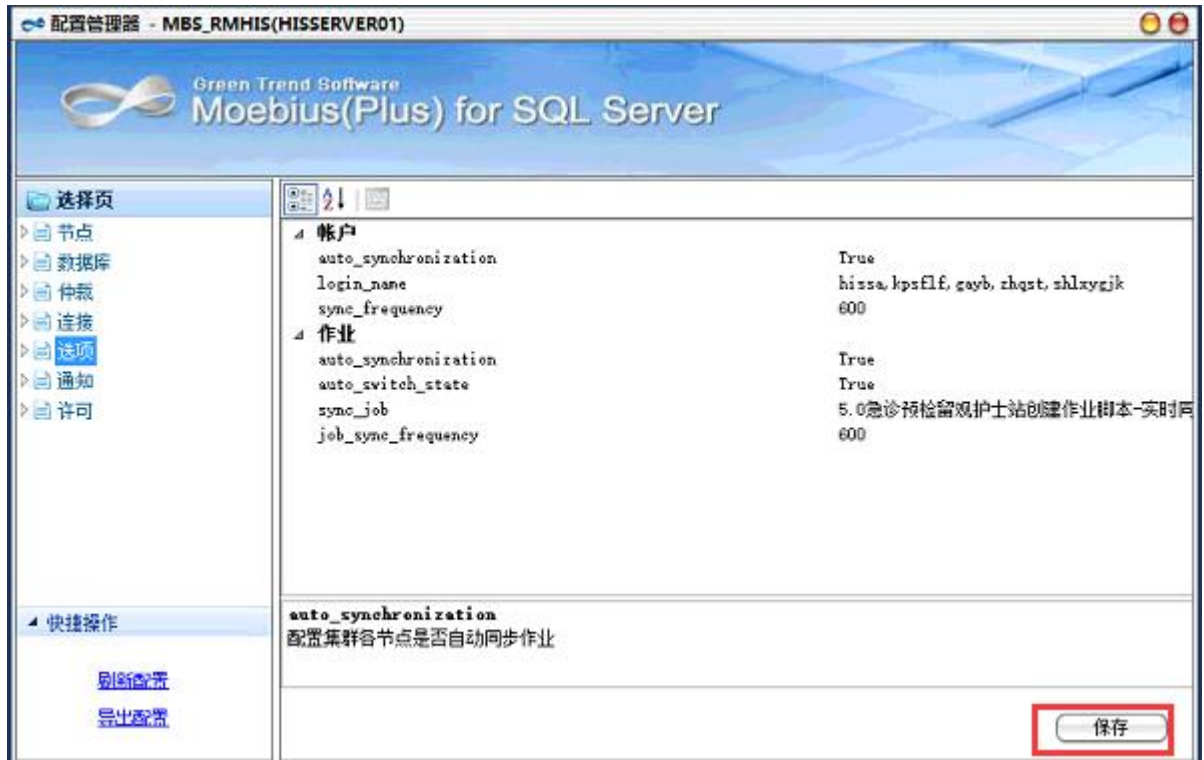 配置管理器 - MBS_RMHIS(HISSERVER01)
Green Trend Software
Moebius(Plus) for SQL Server
选择页
节点
数据库
仲裁
连接
选项
通知
许可
帐户
auto_synchronization True
login_name hissa,kpsflf,gayb,zhqst,shlxygjk
sync_frequency 600
作业
auto_synchronization True
auto_switch_state True
sync_job 5.0急诊预检留观护士站创建作业脚本-实时同
job_sync_frequency 600
快捷操作
刷新配置
导出配置
auto_synchronization
配置集群各节点是否自动同步作业
保存